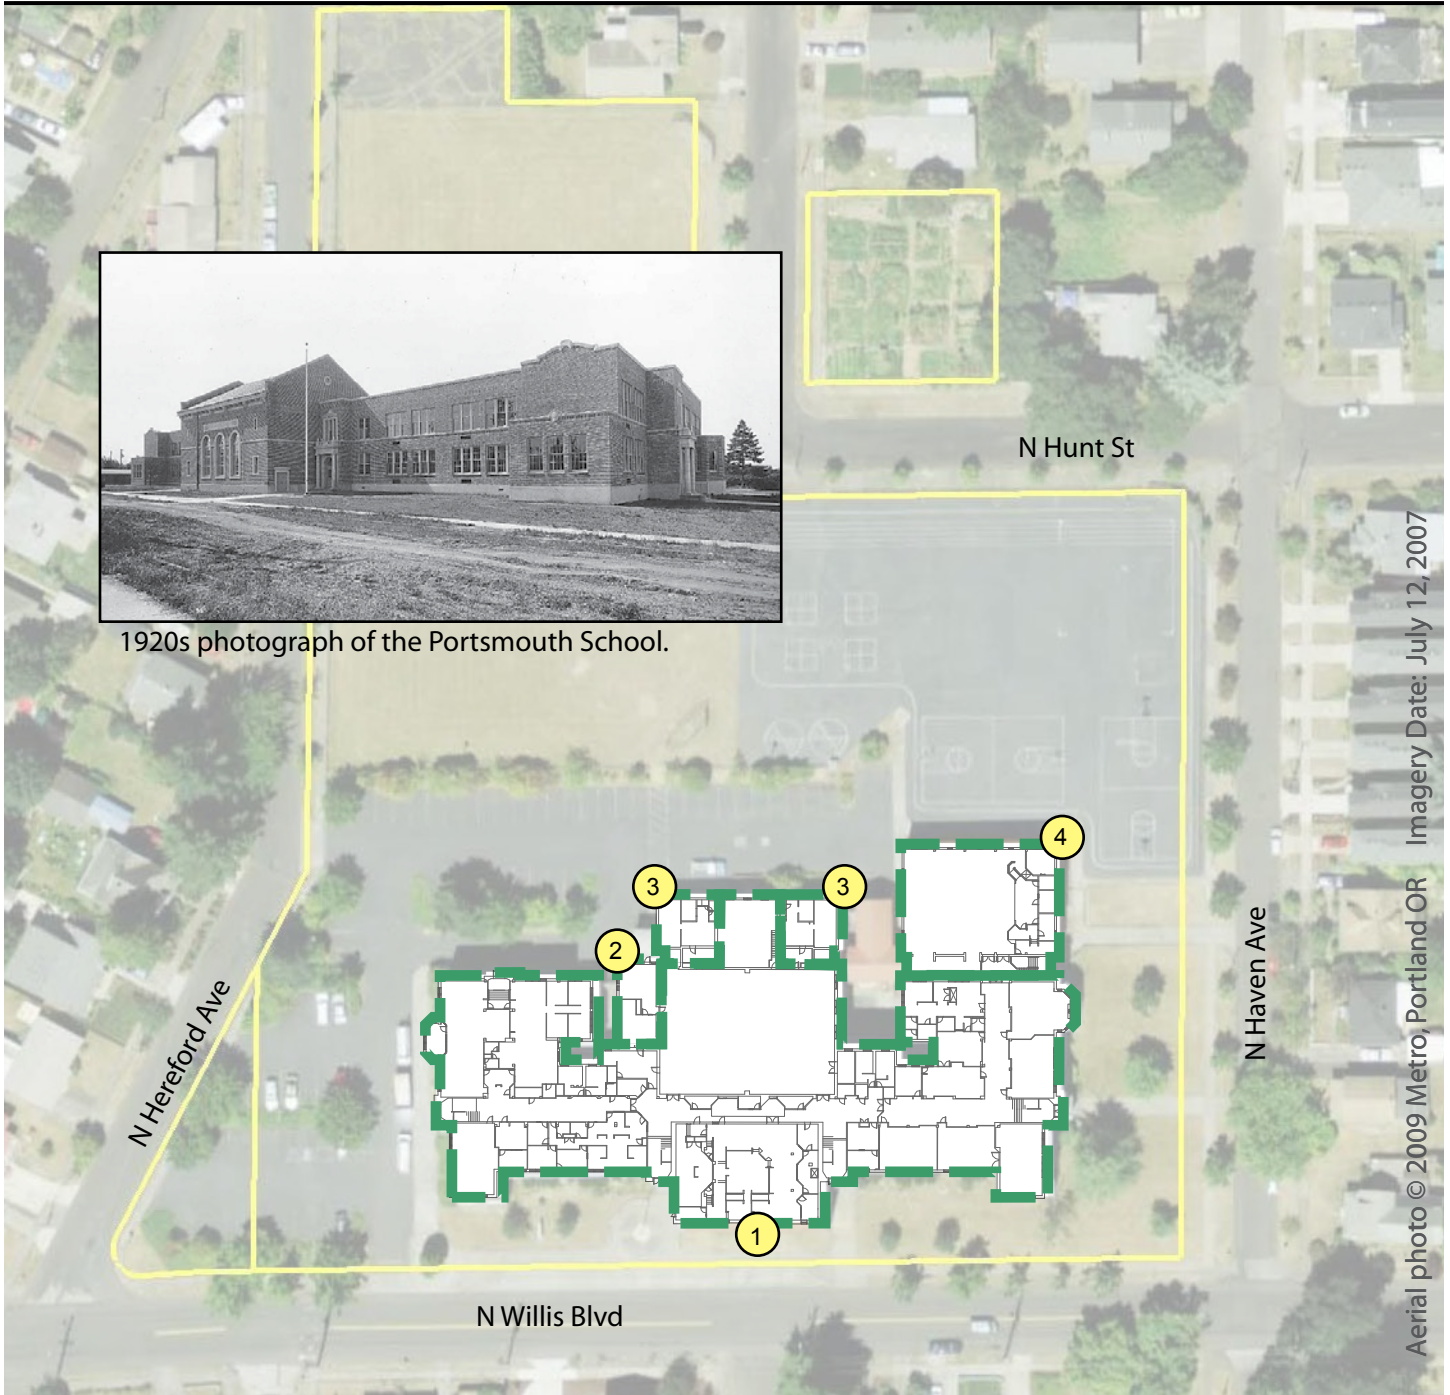 N Hunt St
1920s photograph of the Portsmouth School.
4
3
3
2
1
N Hereford Ave
N Haven Ave
N Willis Blvd
Aerial photo © 2009 Metro, Portland OR Imagery Date: July 12, 2007